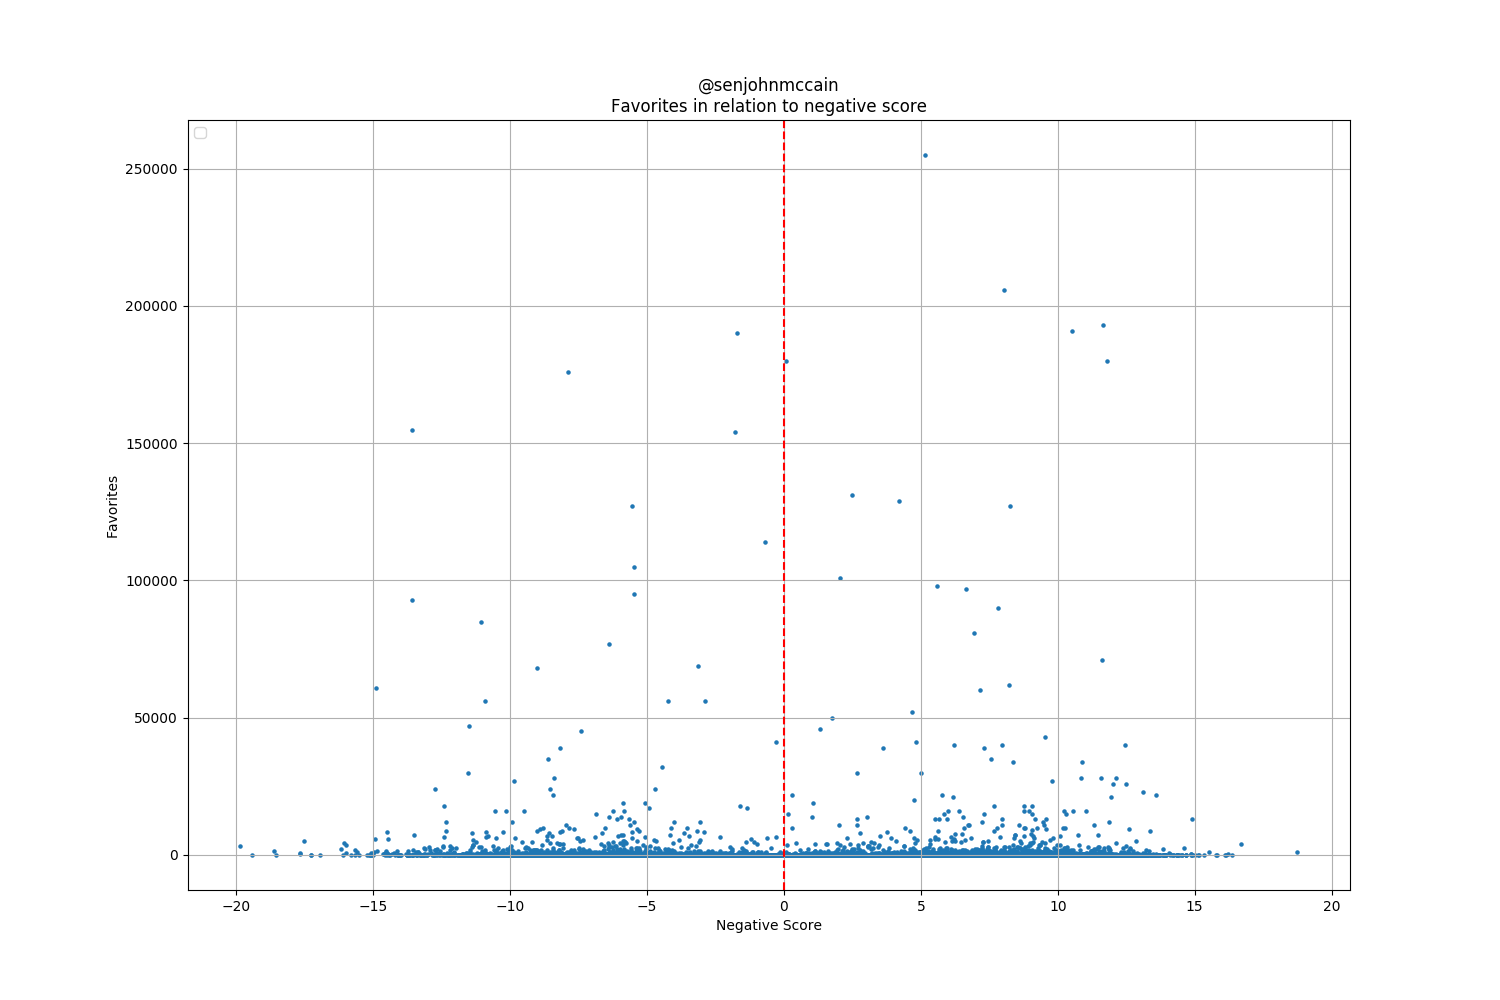 @senjohnmccain
Favorites in relation to negative score
250000
200000
150000
100000
50000
0
Favorites
−20 −15 −10 −5 0 5 10 15 20
Negative Score